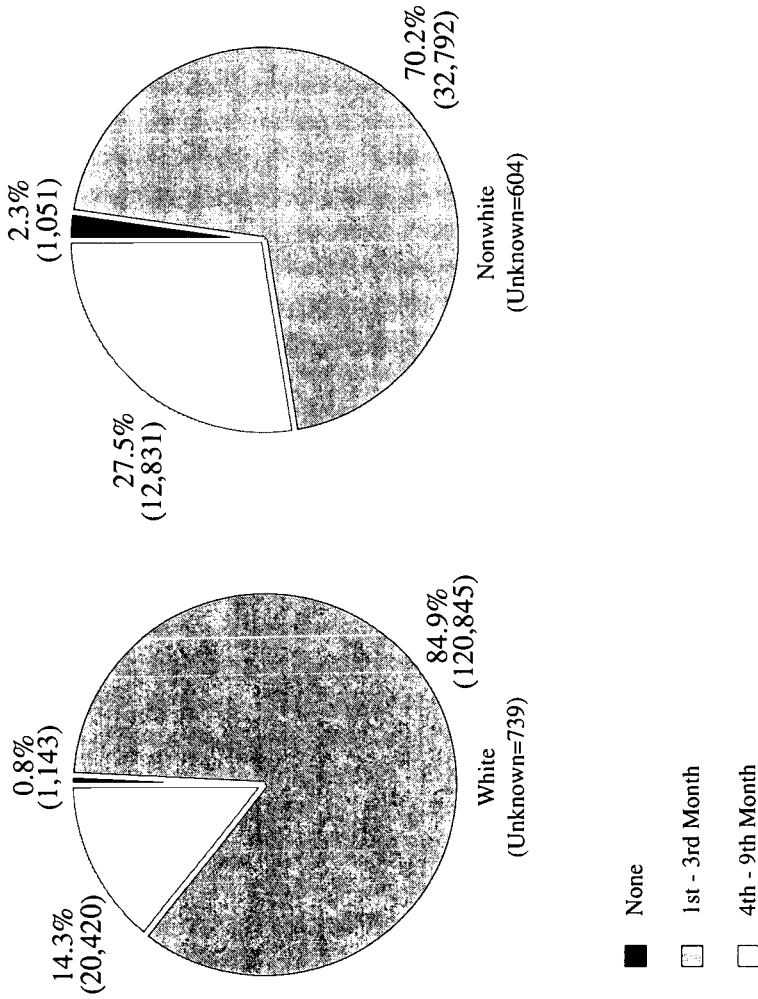 14.3%
(20,420)
0.8%
(1,143)
84.9%
(120,845)
White
(Unknown=739)
27.5%
(12,831)
2.3%
(1,051)
70.2%
(32,792)
Nonwhite
(Unknown=604)
None
1st - 3rd Month
4th - 9th Month